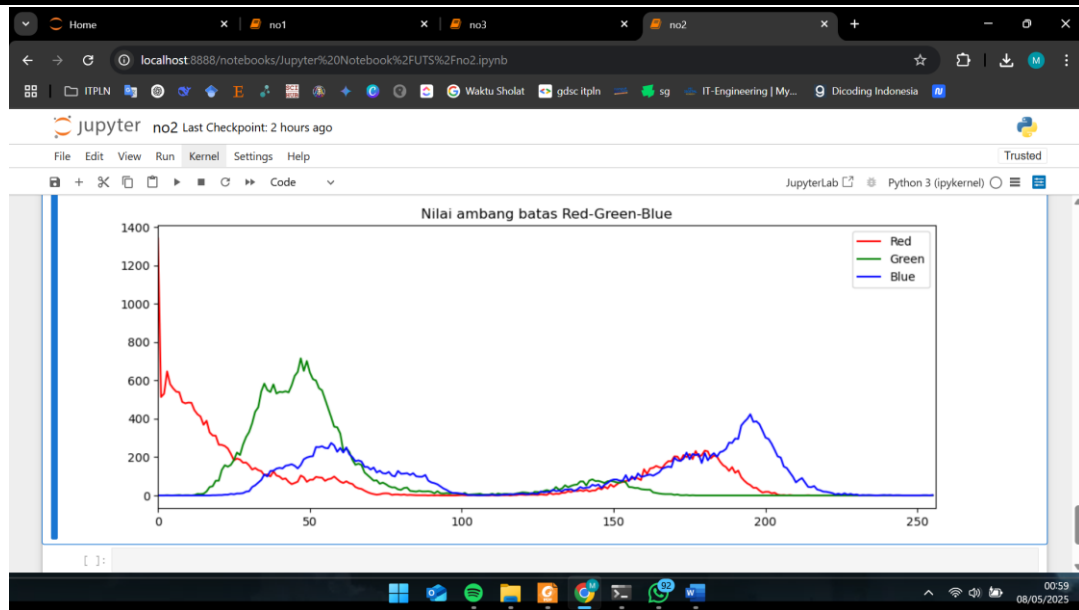 Home
no1
no3
no2
localhost:8888/notebooks/Jupyter%20Notebook%2FUTS%2Fno2.ipynb
M
ITPLN
E
Waktu Sholat
gdsc itpln
sg
IT-Engineering | My...
Dicoding Indonesia
jupyter no2 Last Checkpoint: 2 hours ago
File Edit View Run Kernel Settings Help
Trusted
Code
JupyterLab
Python 3 (ipykernel)
Nilai ambang batas Red-Green-Blue
1400
1200
1000
800
600
400
200
0
Red
Green
Blue
0 50 100 150 200 250
[ ]:
92
00:59
08/05/2025